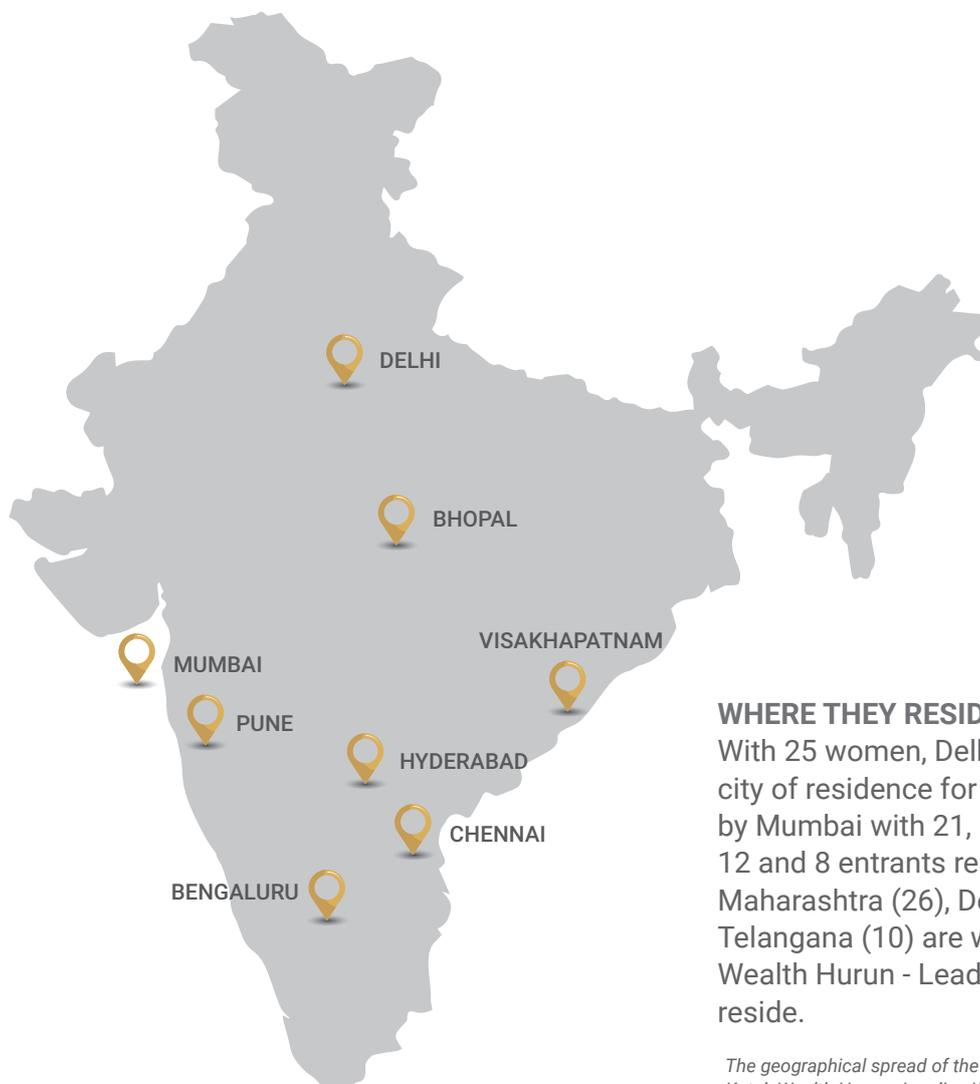 DELHI
BHOPAL
VISAKHAPATNAM
MUMBAI
PUNE
HYDERABAD
CHENNAI
BENGALURU
WHERE THEY RESID
With 25 women, Del
city of residence for
by Mumbai with 21,
12 and 8 entrants re
Maharashtra (26), D
Telangana (10) are w
Wealth Hurun - Lead
reside.
The geographical spread of the